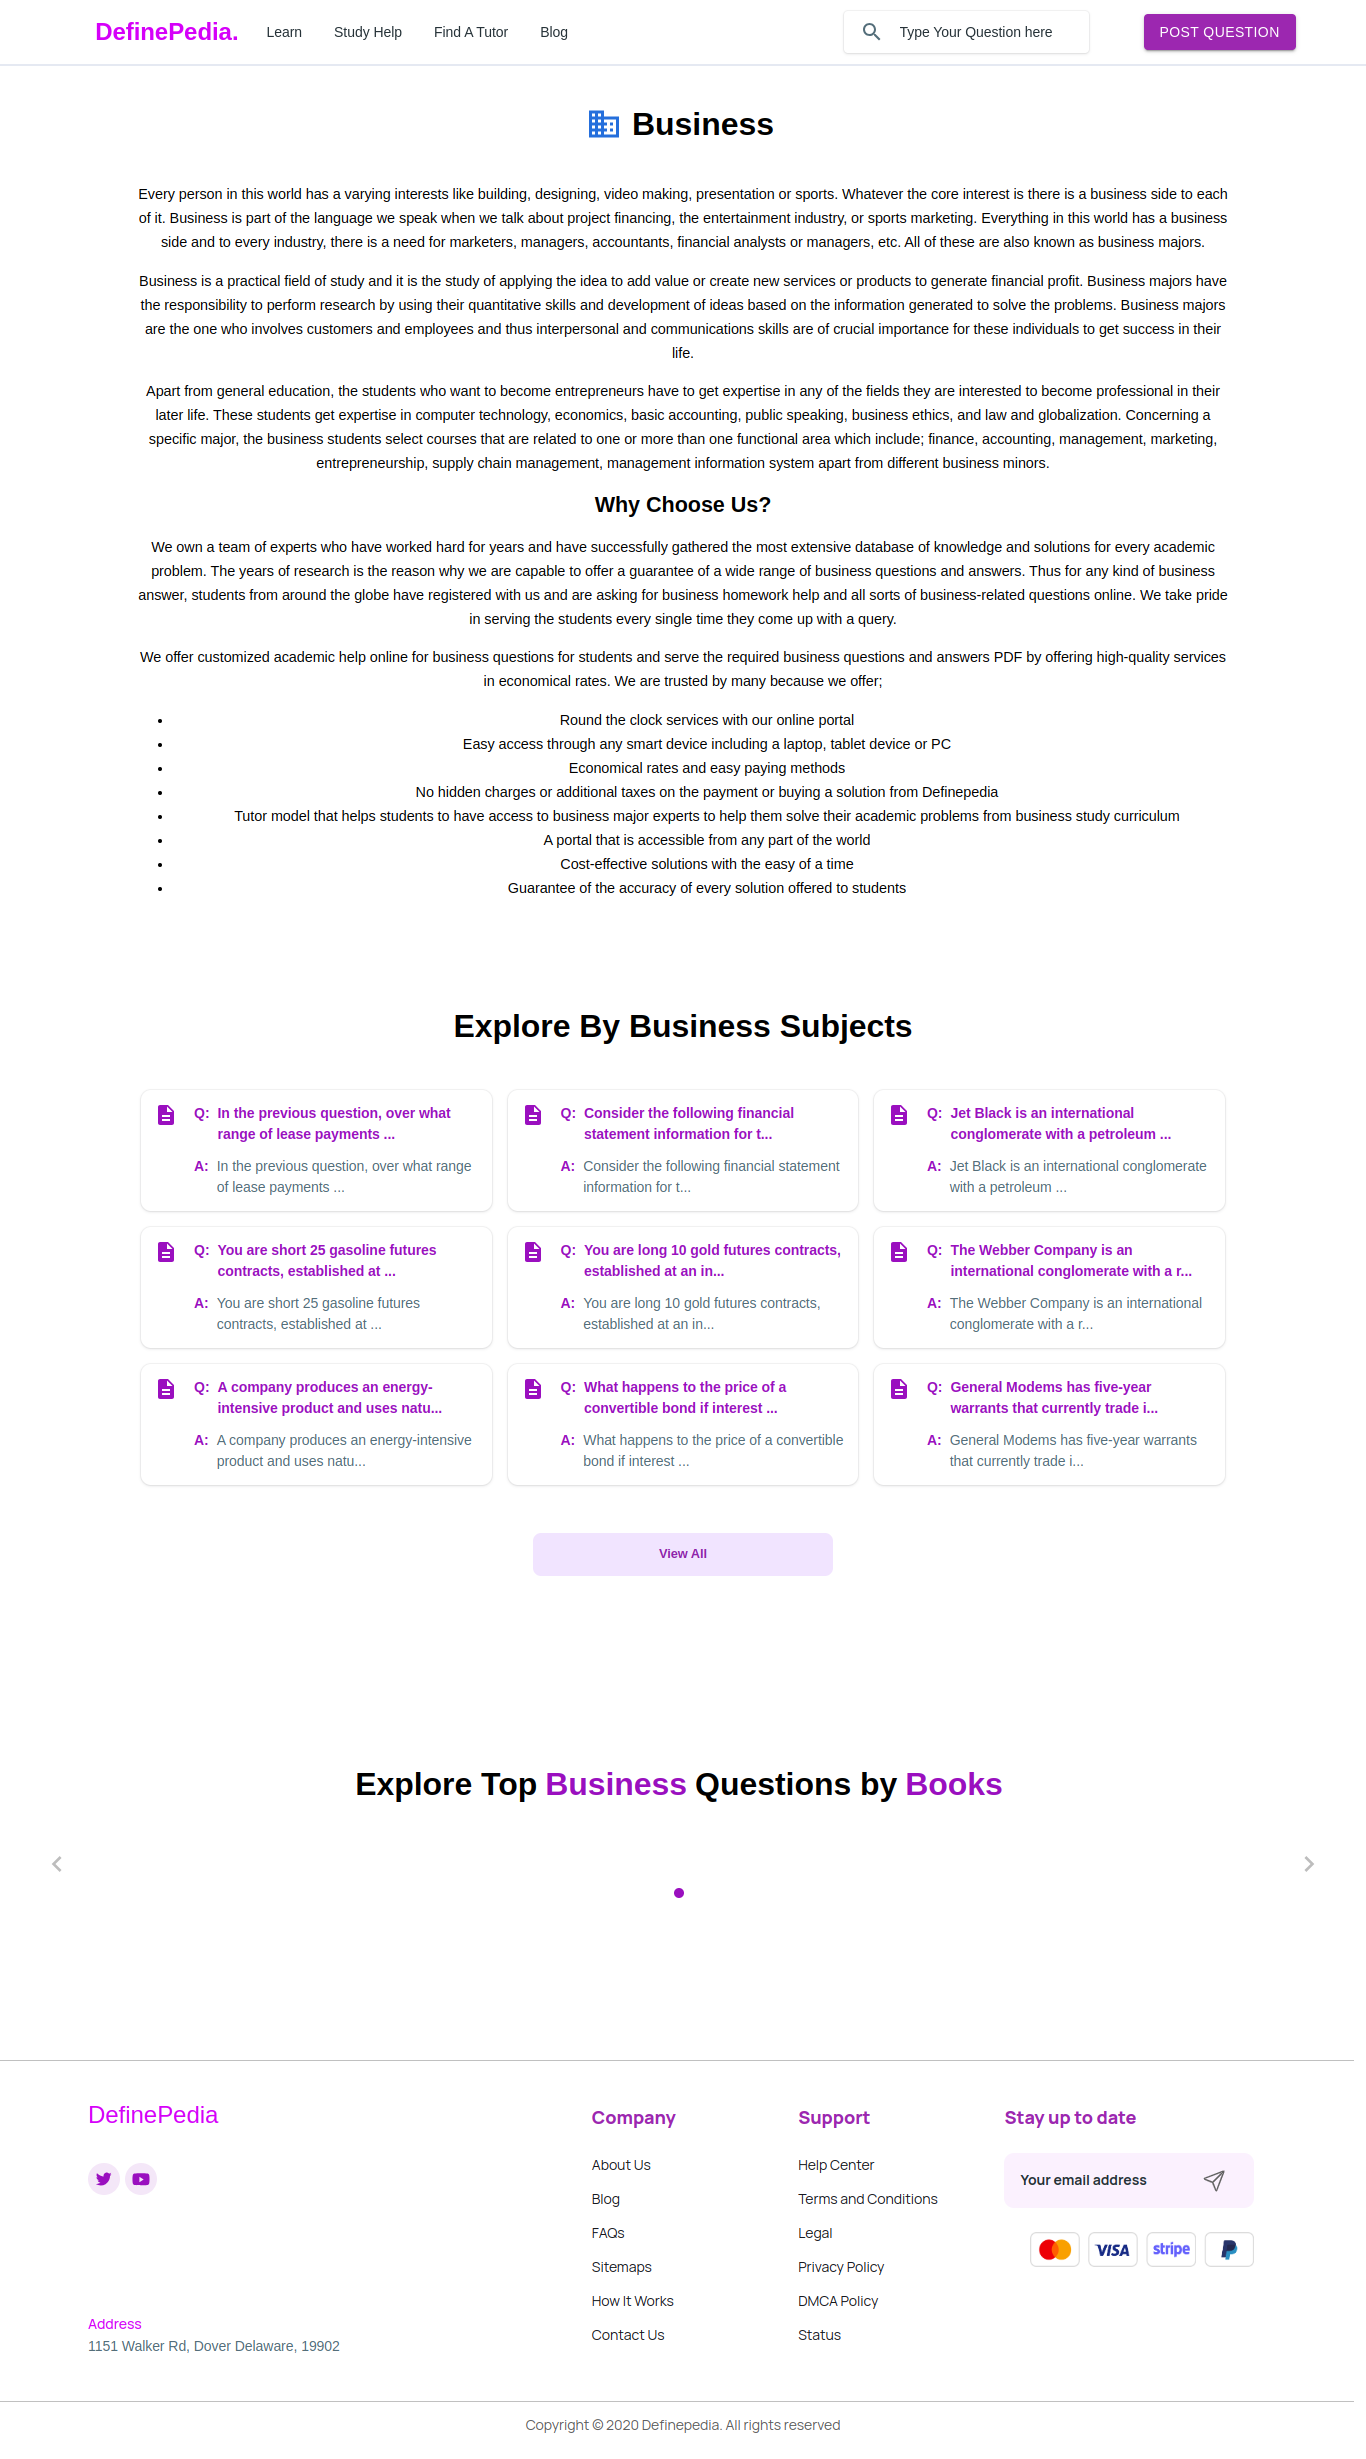 DefinePedia.
Learn
Study Help
Find A Tutor
Blog
Type Your Question here
POST QUESTION
Business
Every person in this world has a varying interests like building, designing, video making, presentation or sports. Whatever the core interest is there is a business side to each
of it. Business is part of the language we speak when we talk about project financing, the entertainment industry, or sports marketing. Everything in this world has a business
side and to every industry, there is a need for marketers, managers, accountants, financial analysts or managers, etc. All of these are also known as business majors.
Business is a practical field of study and it is the study of applying the idea to add value or create new services or products to generate financial profit. Business majors have
the responsibility to perform research by using their quantitative skills and development of ideas based on the information generated to solve the problems. Business majors
are the one who involves customers and employees and thus interpersonal and communications skills are of crucial importance for these individuals to get success in their
life.
Apart from general education, the students who want to become entrepreneurs have to get expertise in any of the fields they are interested to become professional in their
later life. These students get expertise in computer technology, economics, basic accounting, public speaking, business ethics, and law and globalization. Concerning a
specific major, the business students select courses that are related to one or more than one functional area which include; finance, accounting, management, marketing,
entrepreneurship, supply chain management, management information system apart from different business minors.
Why Choose Us?
We own a team of experts who have worked hard for years and have successfully gathered the most extensive database of knowledge and solutions for every academic
problem. The years of research is the reason why we are capable to offer a guarantee of a wide range of business questions and answers. Thus for any kind of business
answer, students from around the globe have registered with us and are asking for business homework help and all sorts of business-related questions online. We take pride
in serving the students every single time they come up with a query.
We offer customized academic help online for business questions for students and serve the required business questions and answers PDF by offering high-quality services
in economical rates. We are trusted by many because we offer;
• Round the clock services with our online portal
• Easy access through any smart device including a laptop, tablet device or PC
• Economical rates and easy paying methods
• No hidden charges or additional taxes on the payment or buying a solution from Definepedia
• Tutor model that helps students to have access to business major experts to help them solve their academic problems from business study curriculum
• A portal that is accessible from any part of the world
• Cost-effective solutions with the easy of a time
• Guarantee of the accuracy of every solution offered to students
Explore By Business Subjects
Q: In the previous question, over what
range of lease payments ...
A: In the previous question, over what range
of lease payments ...
Q: Consider the following financial
statement information for t...
A: Consider the following financial statement
information for t...
Q: Jet Black is an international
conglomerate with a petroleum ...
A: Jet Black is an international conglomerate
with a petroleum ...
Q: You are short 25 gasoline futures
contracts, established at ...
A: You are short 25 gasoline futures
contracts, established at ...
Q: You are long 10 gold futures contracts,
established at an in...
A: You are long 10 gold futures contracts,
established at an in...
Q: The Webber Company is an
international conglomerate with a r...
A: The Webber Company is an international
conglomerate with a r...
Q: A company produces an energy-
intensive product and uses natu...
A: A company produces an energy-intensive
product and uses natu...
Q: What happens to the price of a
convertible bond if interest ...
A: What happens to the price of a convertible
bond if interest ...
Q: General Modems has five-year
warrants that currently trade i...
A: General Modems has five-year warrants
that currently trade i...
View All
Explore Top Business Questions by Books
DefinePedia
Address
1151 Walker Rd, Dover Delaware, 19902
Company
About Us
Blog
FAQs
Sitemaps
How It Works
Contact Us
Support
Help Center
Terms and Conditions
Legal
Privacy Policy
DMCA Policy
Status
Stay up to date
Your email address
VISA
stripe
Copyright © 2020 Definepedia. All rights reserved